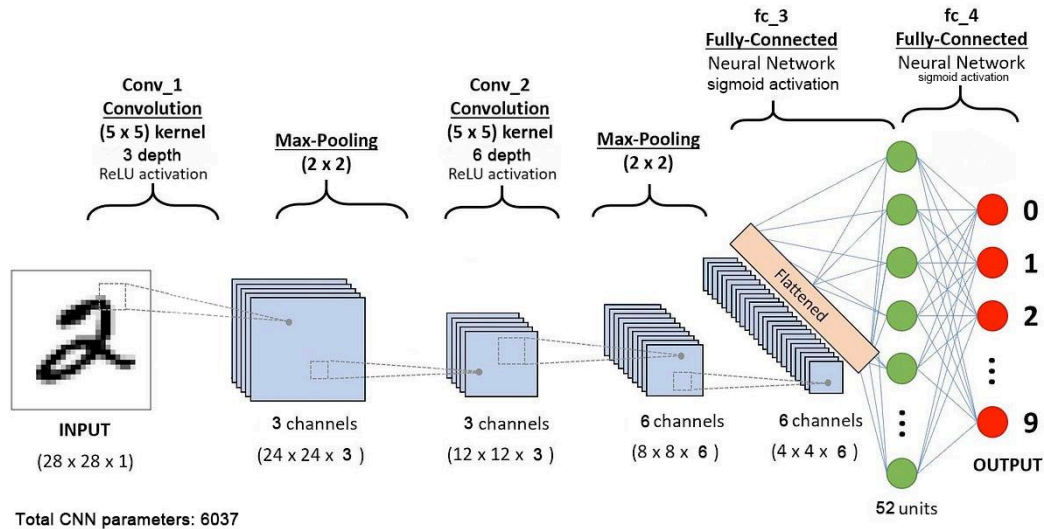 Conv_1
Convolution
(5 x 5) kernel
3 depth
ReLU activation
Max-Pooling
(2 x 2)
Conv_2
Convolution
(5 x 5) kernel
6 depth
ReLU activation
Max-Pooling
(2 x 2)
fc_3
Fully-Connected
Neural Network
sigmoid activation
fc_4
Fully-Connected
Neural Network
sigmoid activation
2
INPUT
(28 x 28 x 1)
3 channels
(24 x 24 x 3)
3 channels
(12 x 12 x 3)
6 channels
(8 x 8 x 6)
6 channels
(4 x 4 x 6)
Flattened
52 units
0
1
2
9
OUTPUT
Total CNN parameters: 6037